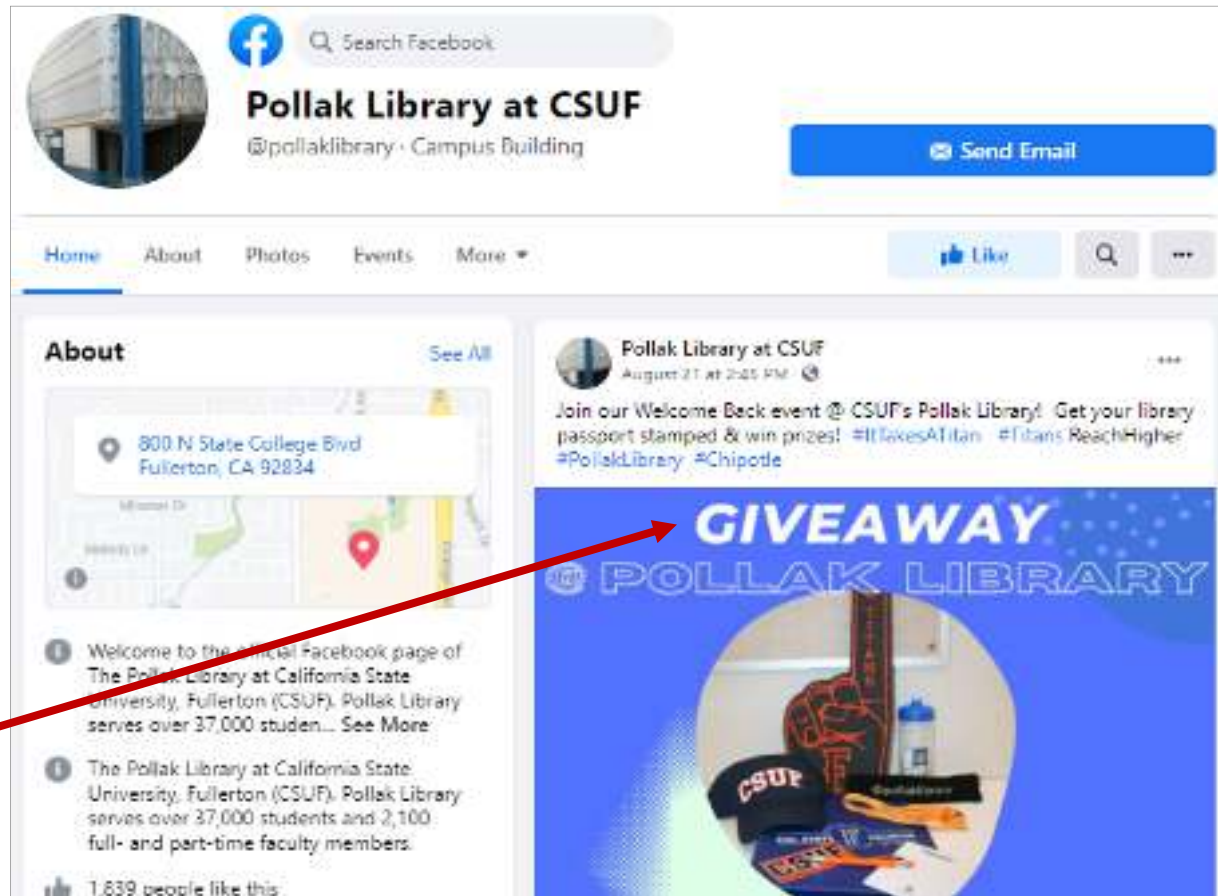 Search Facebook
Pollak Library at CSUF
@pollaklibrary · Campus Building
Send Email
Home About Photos Events More
Like
About See All
800 N State College Blvd
Fullerton, CA 92834
Welcome to the official Facebook page of
The Pollak Library at California State
University, Fullerton (CSUF). Pollak Library
serves over 37,000 studen... See More
The Pollak Library at California State
University, Fullerton (CSUF). Pollak Library
serves over 37,000 students and 2,100
full- and part-time faculty members.
1,839 people like this
Pollak Library at CSUF
August 21 at 2:45 PM
Join our Welcome Back event @ CSUF's Pollak Library! Get your library
passport stamped & win prizes! #ItTakesATitan #Titans ReachHigher
#PollakLibrary #Chipotle
GIVEAWAY
@ POLLAK LIBRARY
CSUF